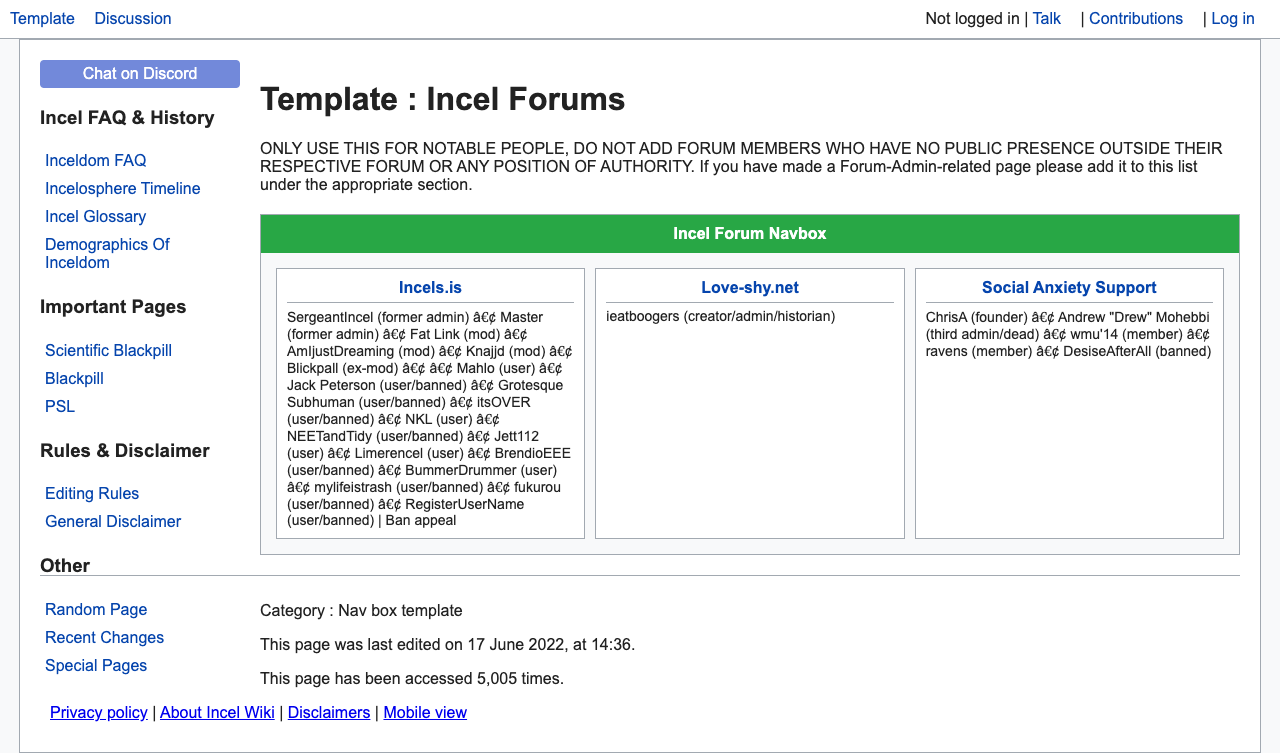 Template Discussion Not logged in | Talk | Contributions | Log in
Chat on Discord
Incel FAQ & History
Inceldom FAQ
Incelosphere Timeline
Incel Glossary
Demographics Of
Inceldom
Important Pages
Scientific Blackpill
Blackpill
PSL
Rules & Disclaimer
Editing Rules
General Disclaimer
Other
Random Page
Recent Changes
Special Pages
Template : Incel Forums
ONLY USE THIS FOR NOTABLE PEOPLE, DO NOT ADD FORUM MEMBERS WHO HAVE NO PUBLIC PRESENCE OUTSIDE THEIR
RESPECTIVE FORUM OR ANY POSITION OF AUTHORITY. If you have made a Forum-Admin-related page please add it to this list
under the appropriate section.
Incel Forum Navbox
Incels.is
SergeantIncel (former admin) â€¢ Master
(former admin) â€¢ Fat Link (mod) â€¢
AmIjustDreaming (mod) â€¢ Knajjd (mod) â€¢
Blickpall (ex-mod) â€¢ â€¢ Mahlo (user) â€¢
Jack Peterson (user/banned) â€¢ Grotesque
Subhuman (user/banned) â€¢ itsOVER
(user/banned) â€¢ NKL (user) â€¢
NEETandTidy (user/banned) â€¢ Jett112
(user) â€¢ Limerencel (user) â€¢ BrendioEEE
(user/banned) â€¢ BummerDrummer (user)
â€¢ mylifeistrash (user/banned) â€¢ fukurou
(user/banned) â€¢ RegisterUserName
(user/banned) | Ban appeal
Love-shy.net
ieatboogers (creator/admin/historian)
Social Anxiety Support
ChrisA (founder) â€¢ Andrew "Drew" Mohebbi
(third admin/dead) â€¢ wmu'14 (member) â€¢
ravens (member) â€¢ DesiseAfterAll (banned)
Category : Nav box template
This page was last edited on 17 June 2022, at 14:36.
This page has been accessed 5,005 times.
Privacy policy | About Incel Wiki | Disclaimers | Mobile view